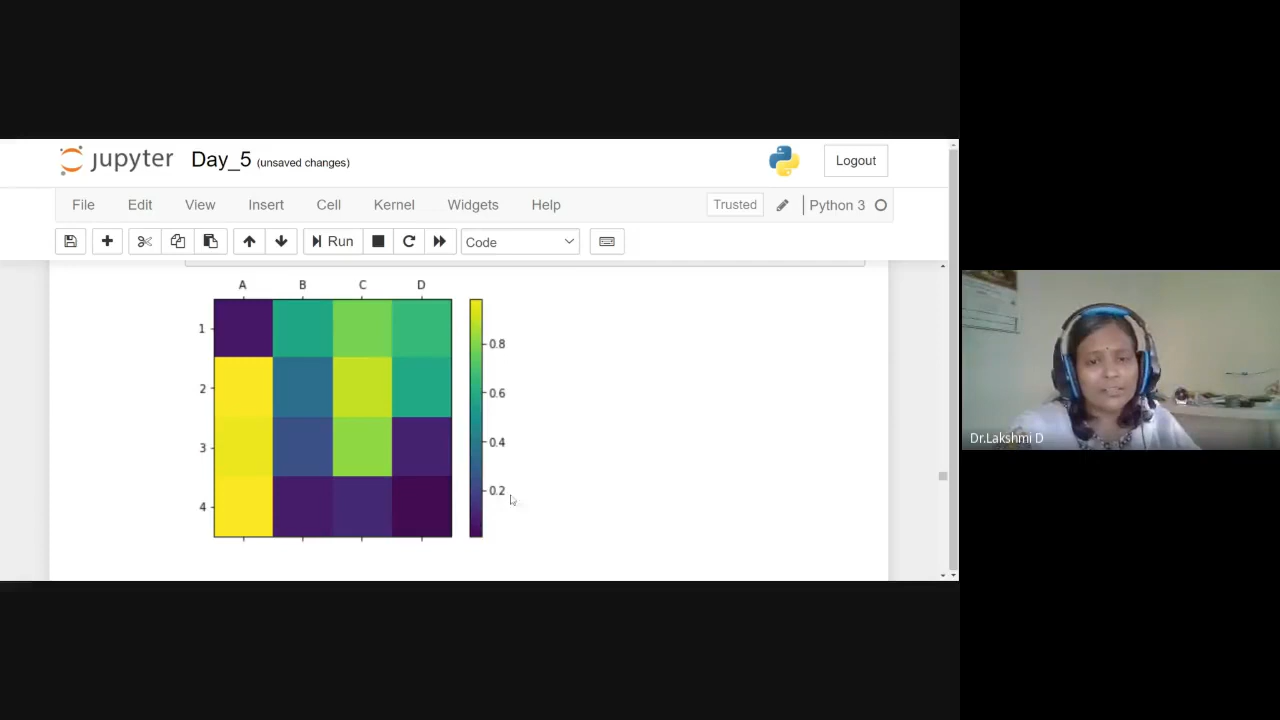 jupyter Day_5 (unsaved changes) Logout
File Edit View Insert Cell Kernel Widgets Help Trusted Python 3
Run Code
A B C D
1
2
3
4
0.8
0.6
0.4
0.2
Dr.Lakshmi D